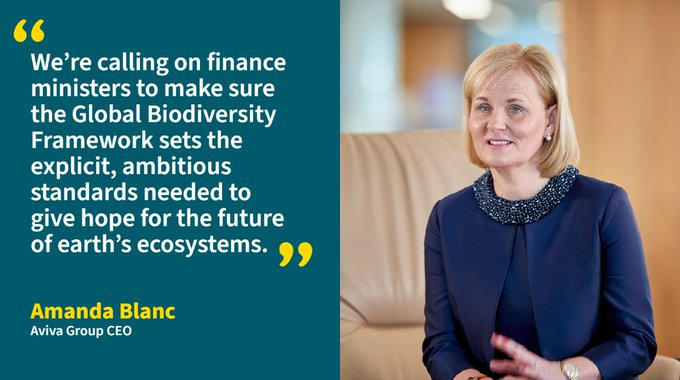 “
We’re calling on finance
ministers to make sure
the Global Biodiversity
Framework sets the
explicit, ambitious
standards needed to
give hope for the future
of earth’s ecosystems.
”
Amanda Blanc
Aviva Group CEO